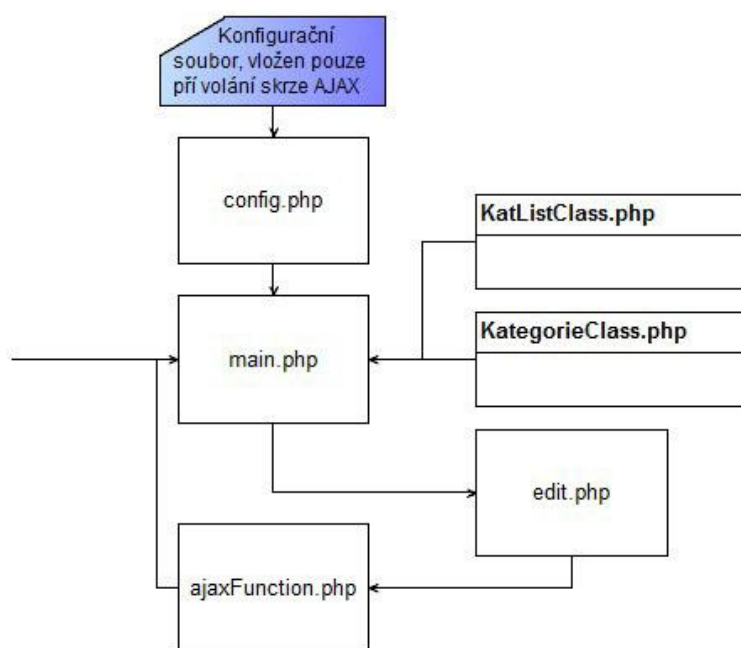 Konfigurační
soubor, vložen pouze
pří volání skrze AJAX
config.php
KatListClass.php
KategorieClass.php
main.php
edit.php
ajaxFunction.php